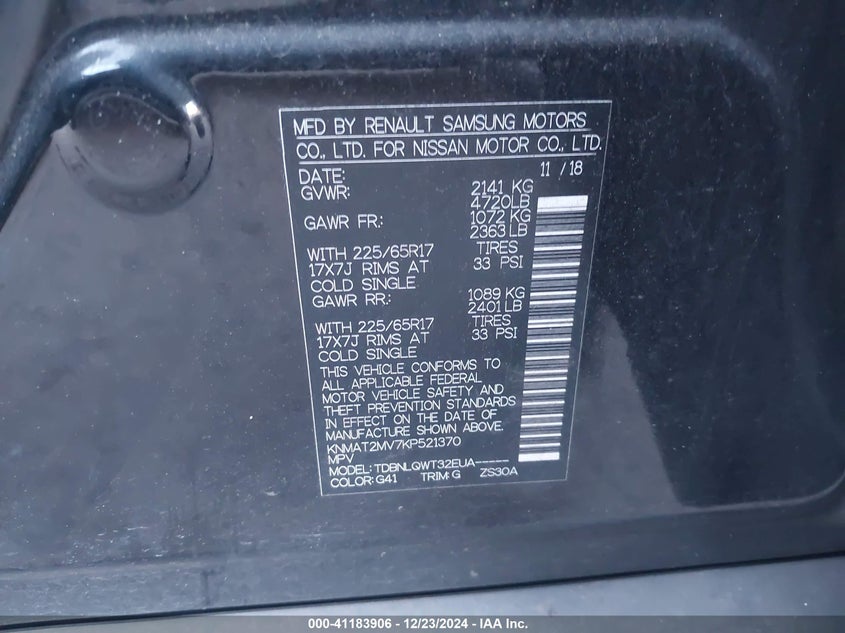 MFD BY RENAULT SAMSUNG MOTORS
CO., LTD. FOR NISSAN MOTOR CO., LTD.
DATE: 11 / 18
GVWR: 2141 KG
4720LB
GAWR FR.: 1072 KG
2363 LB
WITH 225/65R17 TIRES
17X7J RIMS AT 33 PSI
COLD SINGLE
GAWR RR.: 1089 KG
2401 LB
WITH 225/65R17 TIRES
17X7J RIMS AT 33 PSI
COLD SINGLE
THIS VEHICLE CONFORMS TO
ALL APPLICABLE FEDERAL
MOTOR VEHICLE SAFETY AND
THEFT PREVENTION STANDARDS
IN EFFECT ON THE DATE OF
MANUFACTURE SHOWN ABOVE.
KNMAT2MV7KP521370
MPV
MODEL: TDBNLQWT32EUA-----
COLOR: G41 TRIM: G ZS30A
000-41183906 - 12/23/2024 - IAA Inc.